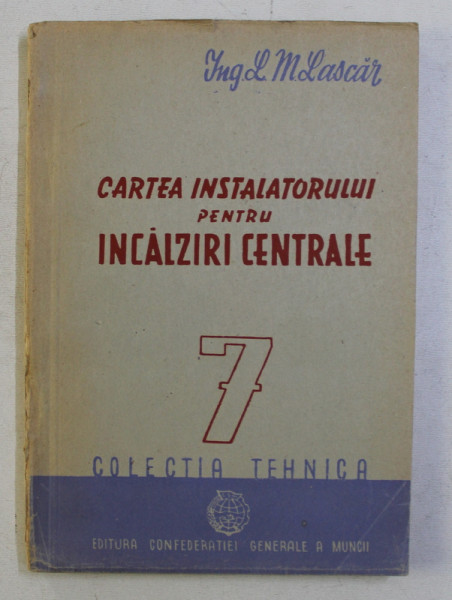 Ing. L. M. Lascăr
CARTEA INSTALATORULUI
PENTRU
INCĂLZIRI CENTRALE
7
COLECTIA TEHNICA
EDITURA CONFEDERATIEI GENERALE A MUNCII